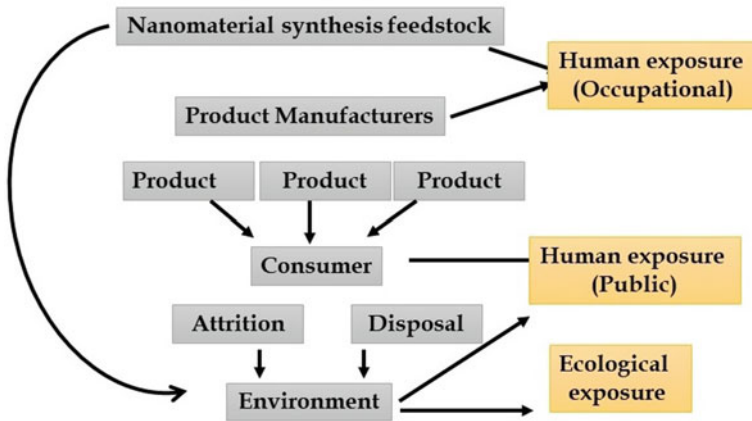 Nanomaterial synthesis feedstock
Human exposure
(Occupational)
Product Manufacturers
Product
Product
Product
Consumer
Human exposure
(Public)
Attrition
Disposal
Ecological
exposure
Environment